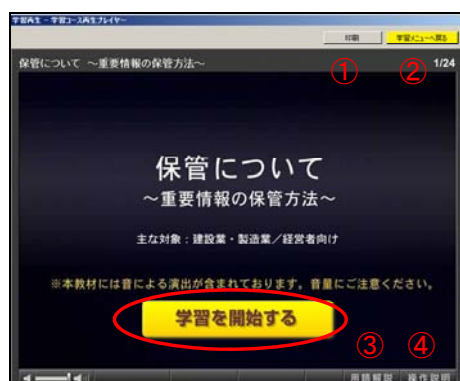 学習再生 - 学習コース再生プレイヤー
印刷 学習メニューへ戻る
保管について ～重要情報の保管方法～ ① ② 1/24
保管について
～重要情報の保管方法～
主な対象：建設業・製造業／経営者向け
※本教材には音による演出が含まれております。音量にご注意ください。
学習を開始する
③ ④
用語解説 操作説明